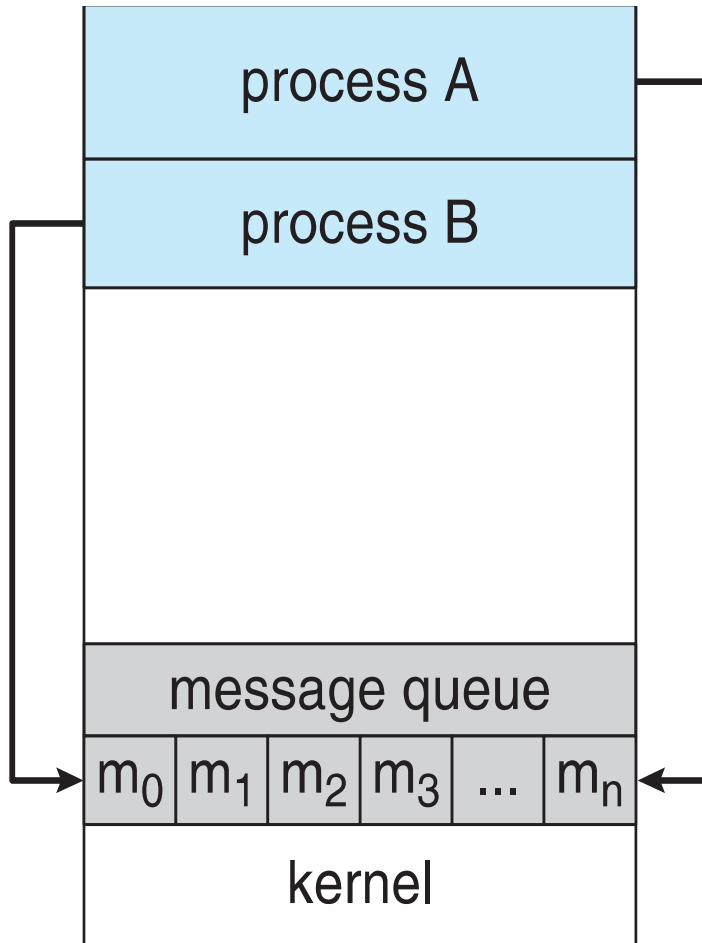 process A
process B
message queue
m₀ m₁ m₂ m₃ ... mₙ
kernel